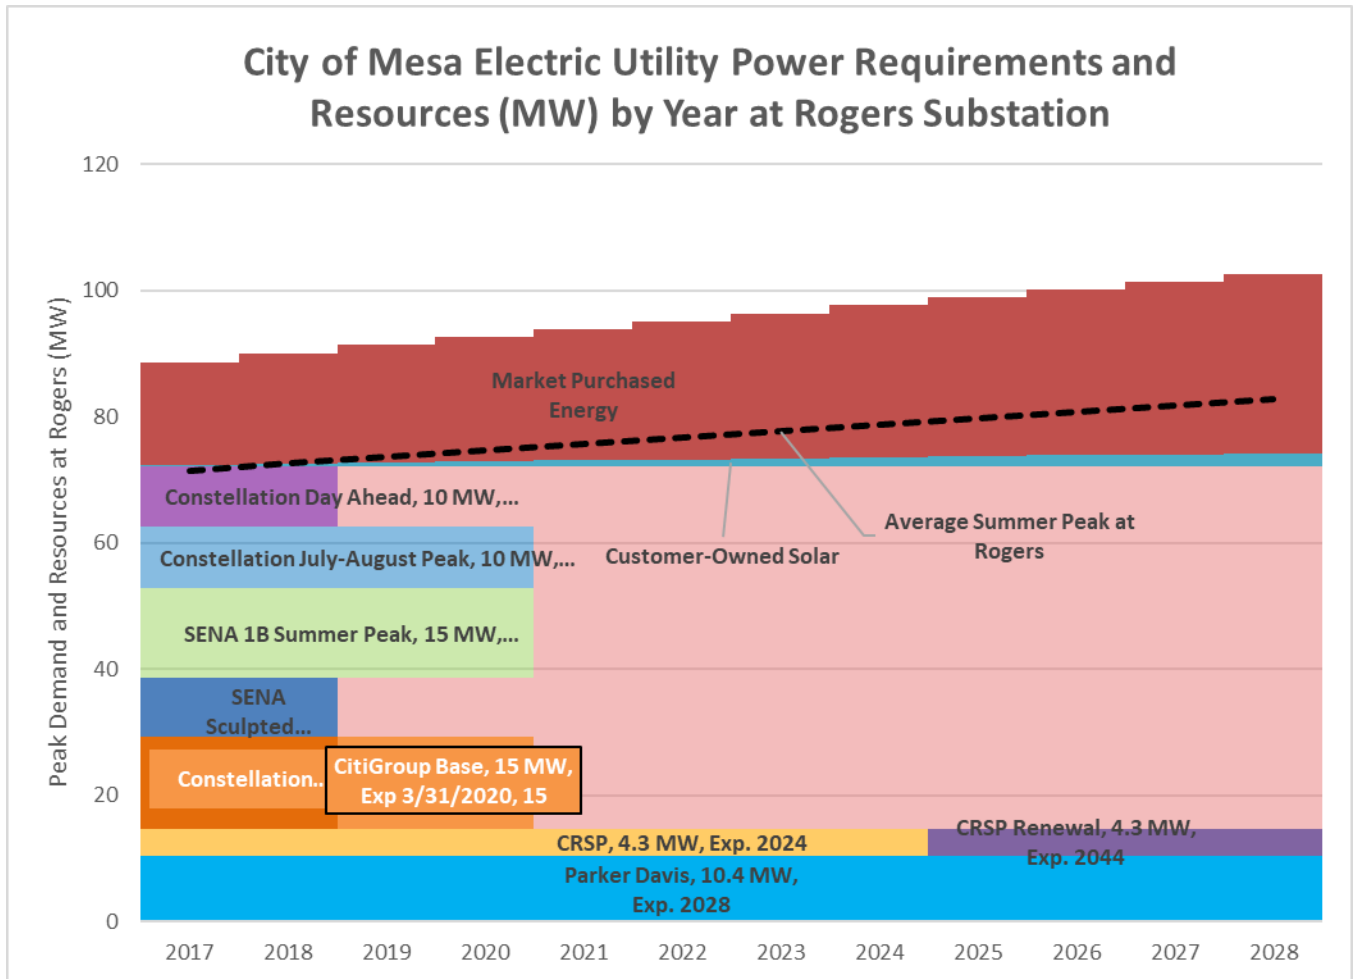 City of Mesa Electric Utility Power Requirements and
Resources (MW) by Year at Rogers Substation
Peak Demand and Resources at Rogers (MW)
120
100
80
60
40
20
0
Market Purchased
Energy
Constellation Day Ahead, 10 MW,...
Average Summer Peak at
Rogers
Constellation July-August Peak, 10 MW,...
Customer-Owned Solar
SENA 1B Summer Peak, 15 MW,...
SENA
Sculpted...
Constellation..
CitiGroup Base, 15 MW,
Exp 3/31/2020, 15
CRSP, 4.3 MW, Exp. 2024
CRSP Renewal, 4.3 MW,
Exp. 2044
Parker Davis, 10.4 MW,
Exp. 2028
2017 2018 2019 2020 2021 2022 2023 2024 2025 2026 2027 2028